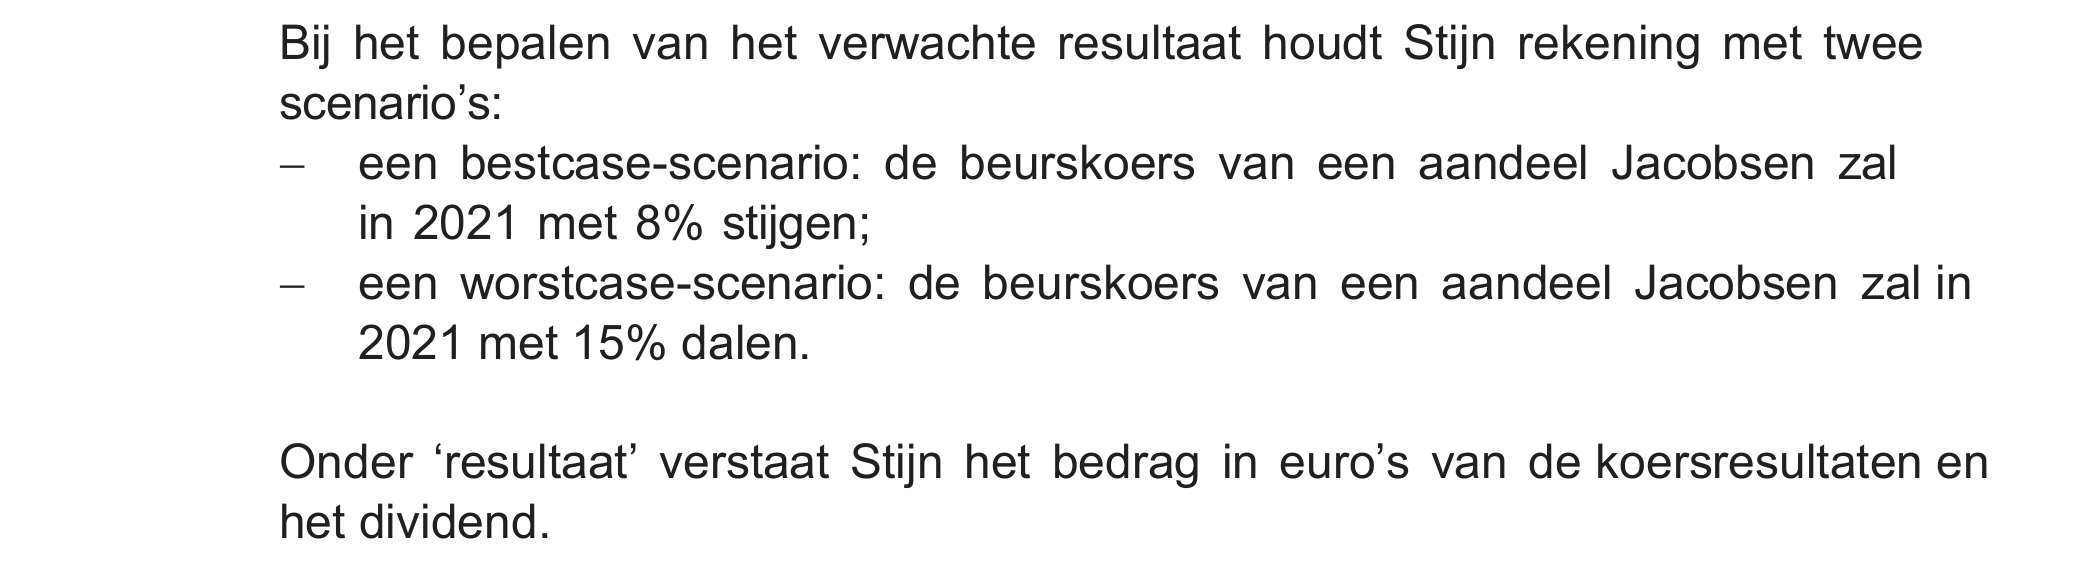 Bij het bepalen van het verwachte resultaat houdt Stijn rekening met twee
scenario’s:
– een bestcase-scenario: de beurskoers van een aandeel Jacobsen zal
in 2021 met 8% stijgen;
– een worstcase-scenario: de beurskoers van een aandeel Jacobsen zal in
2021 met 15% dalen.
Onder ‘resultaat’ verstaat Stijn het bedrag in euro’s van de koersresultaten en
het dividend.